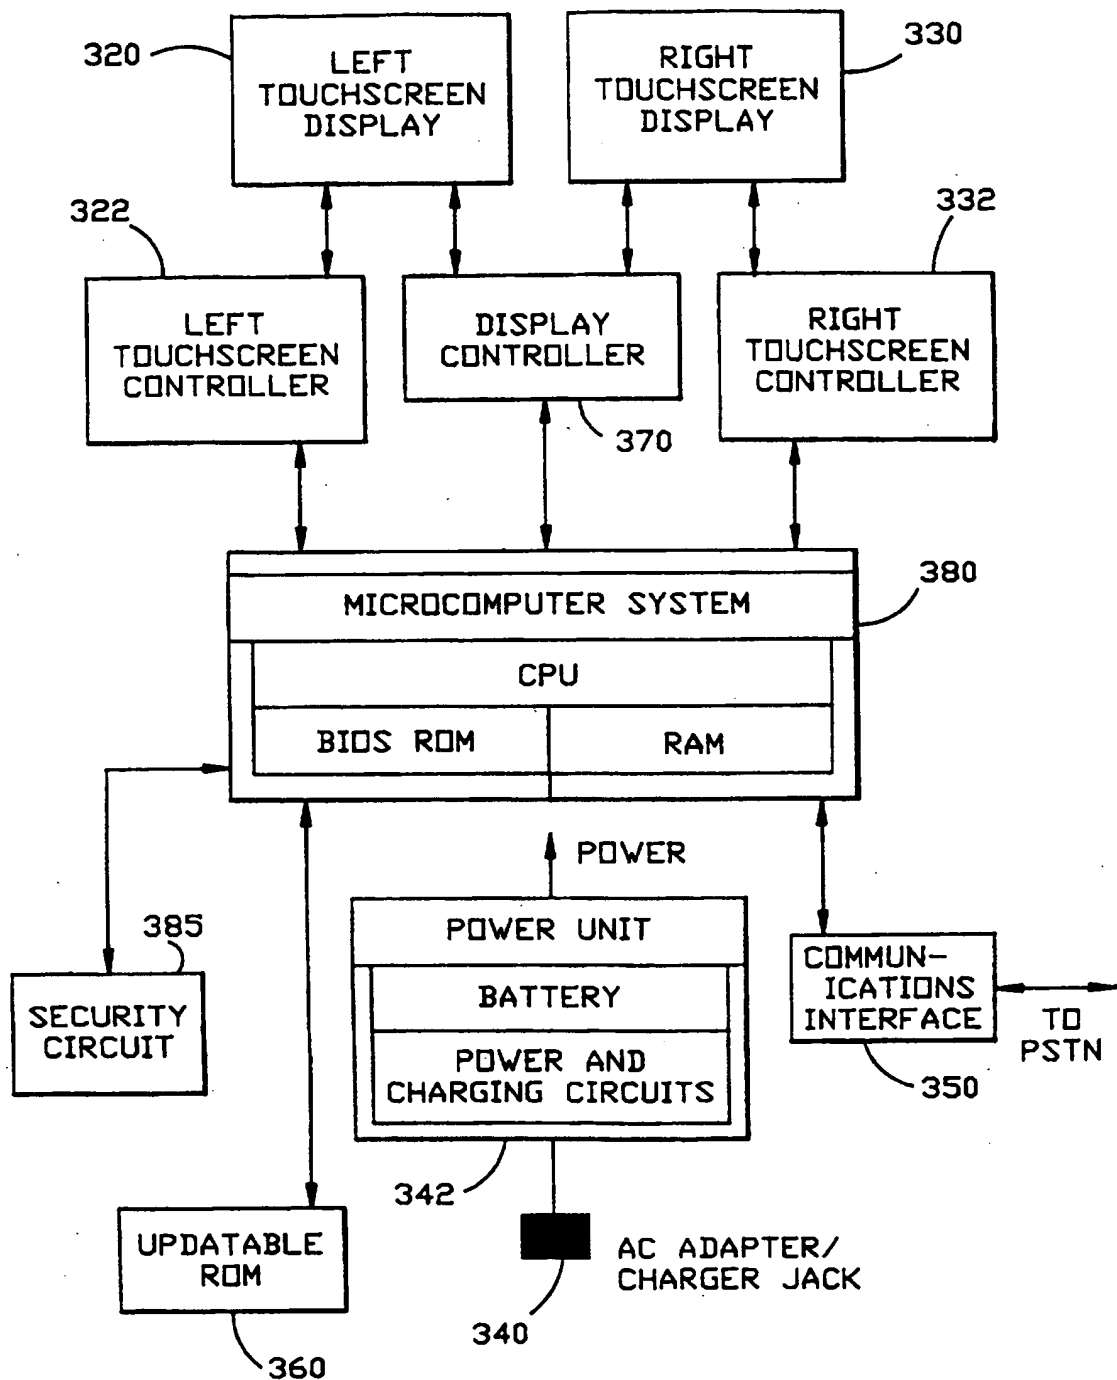 320
LEFT
TOUCHSCREEN
DISPLAY
RIGHT
TOUCHSCREEN
DISPLAY
330
322
LEFT
TOUCHSCREEN
CONTROLLER
DISPLAY
CONTROLLER
370
332
RIGHT
TOUCHSCREEN
CONTROLLER
MICROCOMPUTER SYSTEM
380
CPU
BIOS ROM
RAM
POWER
385
SECURITY
CIRCUIT
POWER UNIT
BATTERY
POWER AND
CHARGING CIRCUITS
342
COMMUN-
ICATIONS
INTERFACE
350
TO
PSTN
UPDATABLE
ROM
360
AC ADAPTER/
CHARGER JACK
340